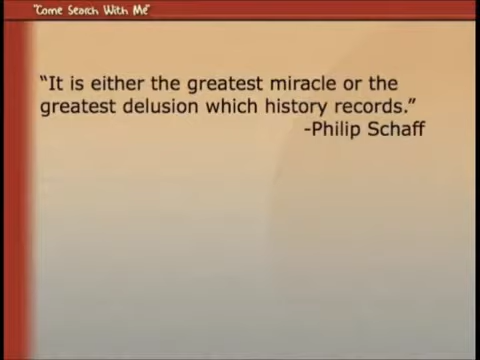 "Come Search With Me"
“It is either the greatest miracle or the
greatest delusion which history records.”
-Philip Schaff